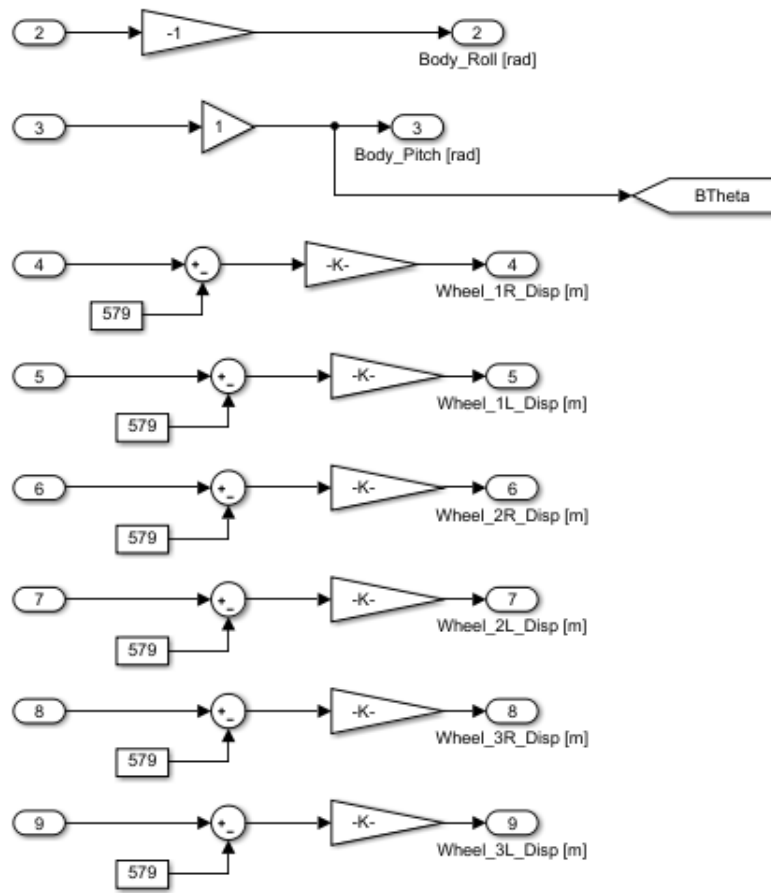 2
-1
2
Body_Roll [rad]
3
1
3
Body_Pitch [rad]
BTheta
4
+
-
-K-
4
Wheel_1R_Disp [m]
579
5
+
-
-K-
5
Wheel_1L_Disp [m]
579
6
+
-
-K-
6
Wheel_2R_Disp [m]
579
7
+
-
-K-
7
Wheel_2L_Disp [m]
579
8
+
-
-K-
8
Wheel_3R_Disp [m]
579
9
+
-
-K-
9
Wheel_3L_Disp [m]
579